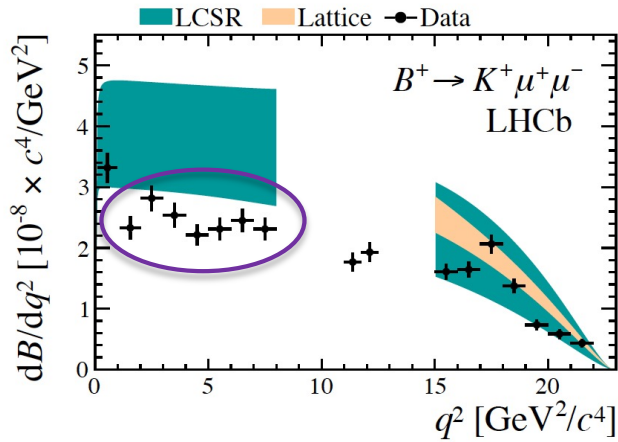 LCSR Lattice Data
B⁺ → K⁺μ⁺μ⁻
LHCb
dB/dq² [10⁻⁸ × c⁴/GeV²]
5
4
3
2
1
0
0 5 10 15 20
q² [GeV²/c⁴]